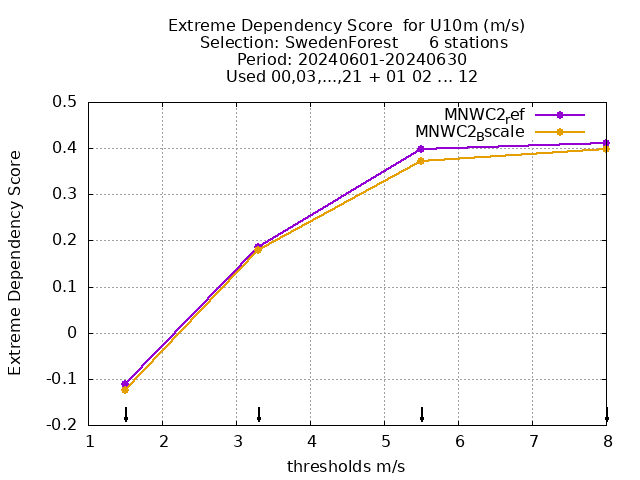 Extreme Dependency Score  for U10m (m/s)
Selection: SwedenForest      6 stations
Period: 20240601-20240630
Used 00,03,...,21 + 01 02 ... 12
MNWC2ref
MNWC2Bscale
Extreme Dependency Score
0.5
0.4
0.3
0.2
0.1
0
-0.1
-0.2
1 2 3 4 5 6 7 8
thresholds m/s